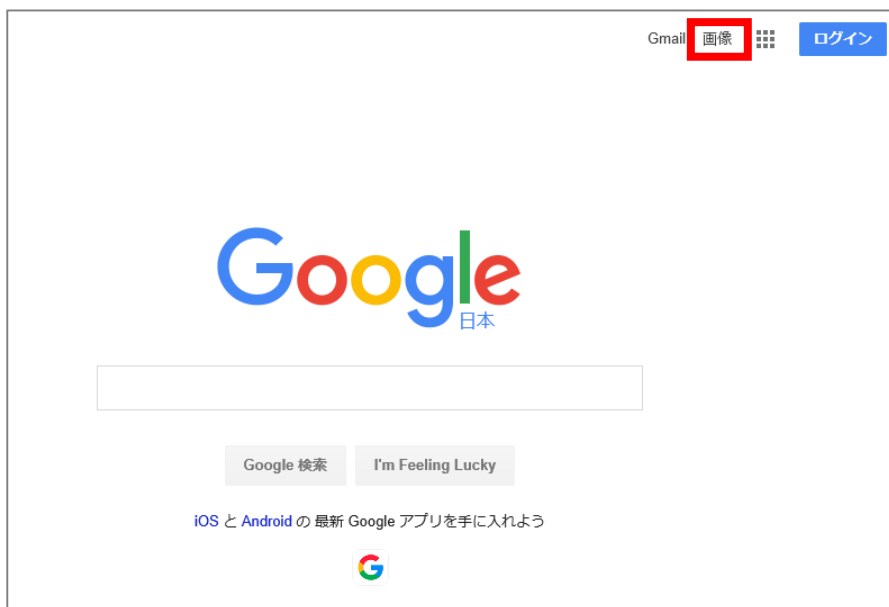 Gmail 画像 ログイン
Google
日本
Google 検索 I'm Feeling Lucky
iOS と Android の 最新 Google アプリを手に入れよう
G